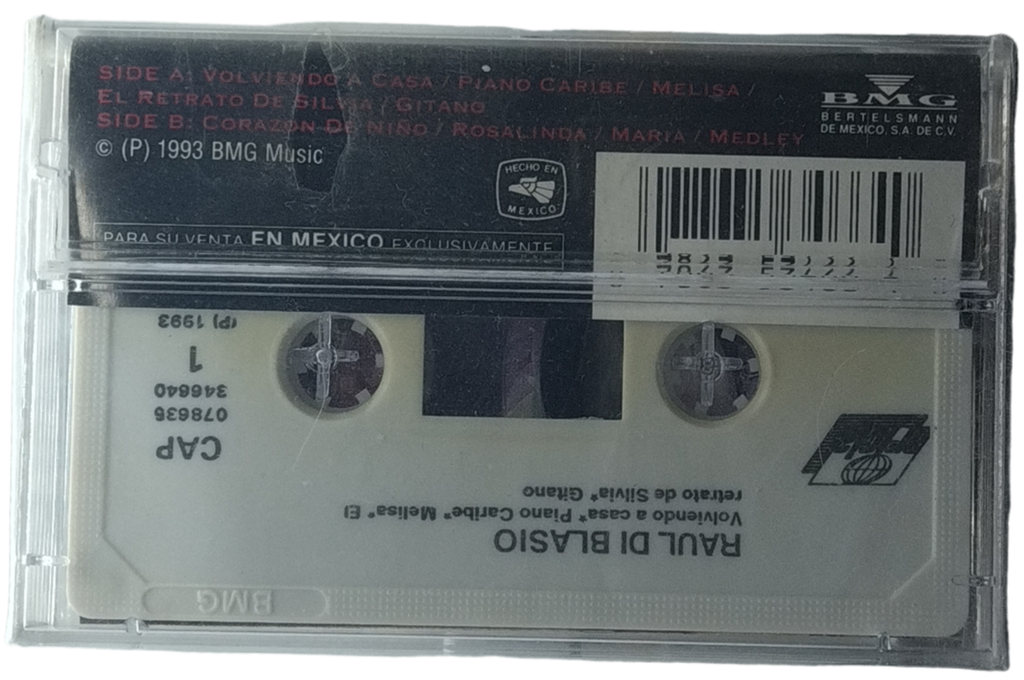 SIDE A: VOLVIENDO A CASA / PIANO CARIBE / MELISA /
EL RETRATO DE SILVIA / GITANO
SIDE B: CORAZON DE NIÑO / ROSALINDA / MARIA / MEDLEY
© (P) 1993 BMG Music
BMG
BERTELSMANN
DE MEXICO, S.A. DE C.V.
HECHO EN
MEXICO
PARA SU VENTA EN MEXICO EXCLUSIVAMENTE
RAUL DI BLASIO
Volviendo a casa* Piano Caribe* Melisa* El
retrato de Silvia* Gitano
CAP
078635
346640
1
(P) 1993
BMG